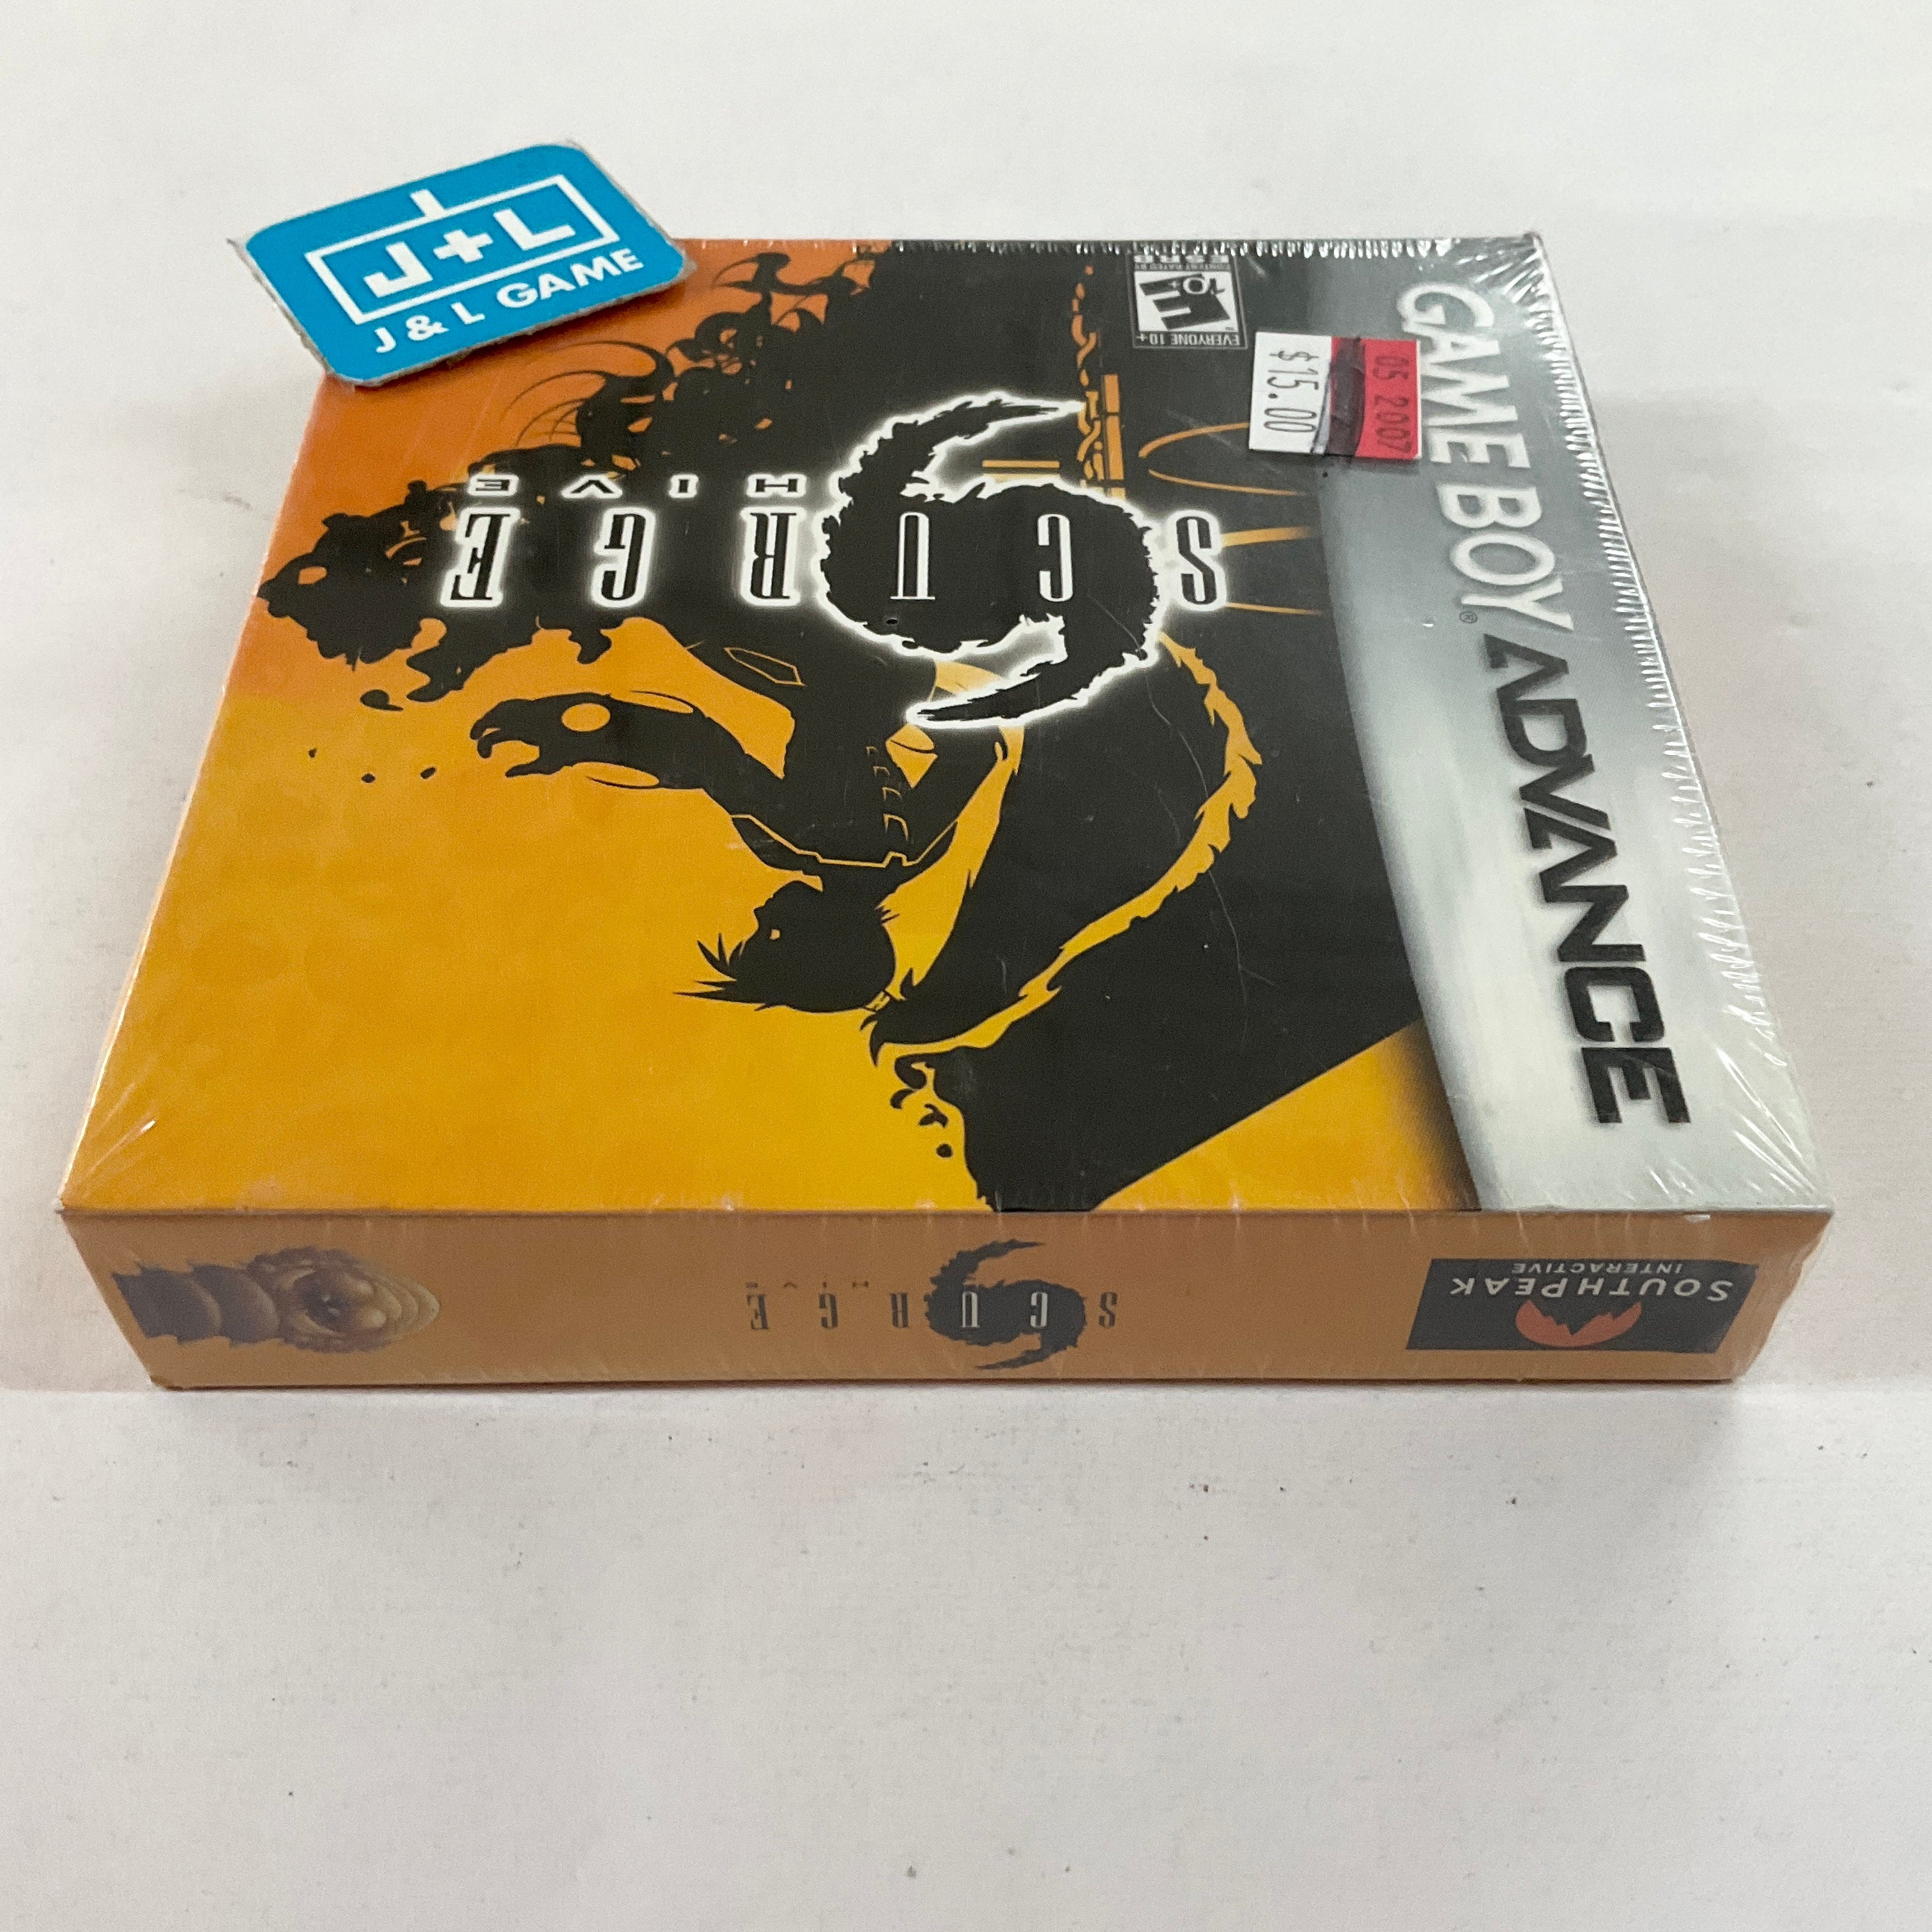 J+L
J & L GAME
GAME BOY® ADVANCE
05 2007
$15.00
EVERYONE 10+
E
10+
CONTENT RATED BY
ESRB
SCURGE
HIVE
SCURGE
HIVE
SOUTHPEAK
INTERACTIVE